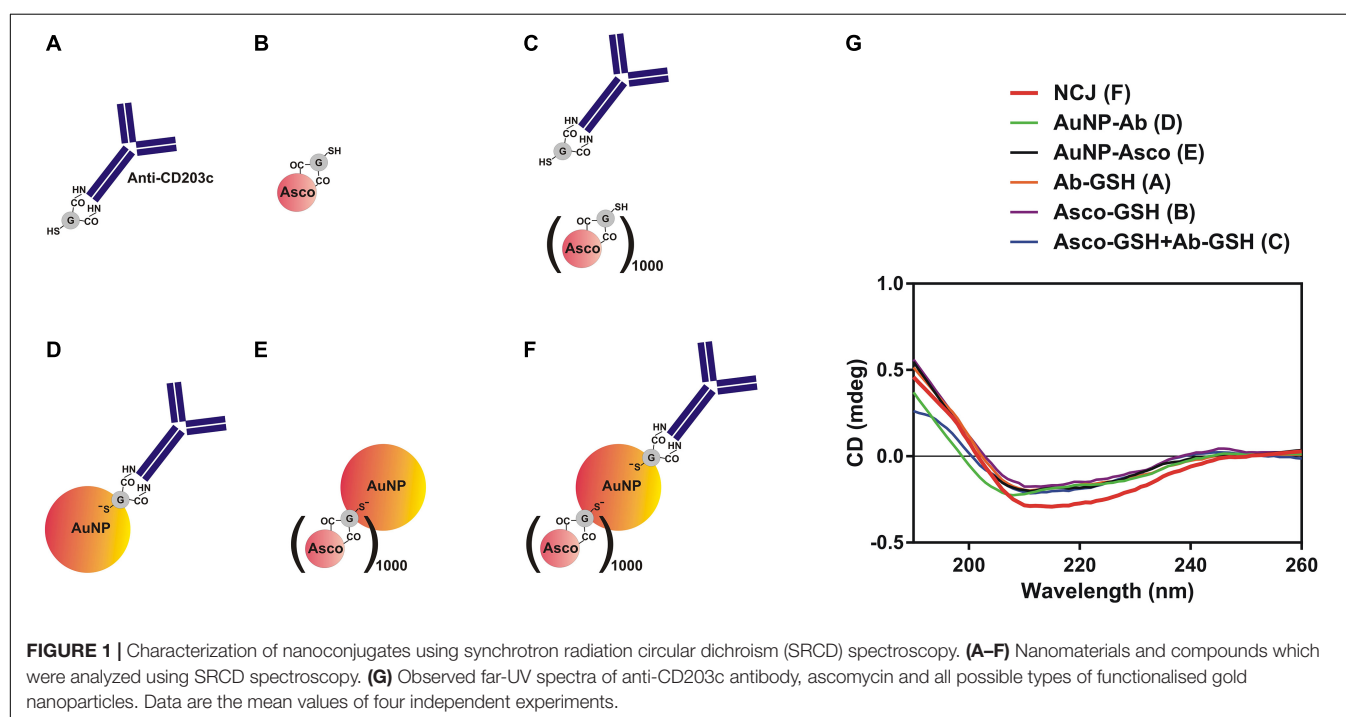 A
B
C
G
Anti-CD203c
HN
CO
HN
G
CO
HS
SH
OC
G
CO
Asco
HN
CO
HN
HS
G
CO
SH
OC
G
CO
( Asco ) 1000
NCJ (F)
AuNP-Ab (D)
AuNP-Asco (E)
Ab-GSH (A)
Asco-GSH (B)
Asco-GSH+Ab-GSH (C)
D
E
F
HN
CO
HN
-S
G
CO
AuNP
AuNP
S-
OC
G
CO
( Asco ) 1000
HN
CO
HN
-S
G
CO
AuNP
S-
OC
G
CO
( Asco ) 1000
CD (mdeg)
1.0
0.5
0.0
-0.5
200
220
240
260
Wavelength (nm)
FIGURE 1 | Characterization of nanoconjugates using synchrotron radiation circular dichroism (SRCD) spectroscopy. (A–F) Nanomaterials and compounds which
were analyzed using SRCD spectroscopy. (G) Observed far-UV spectra of anti-CD203c antibody, ascomycin and all possible types of functionalised gold
nanoparticles. Data are the mean values of four independent experiments.